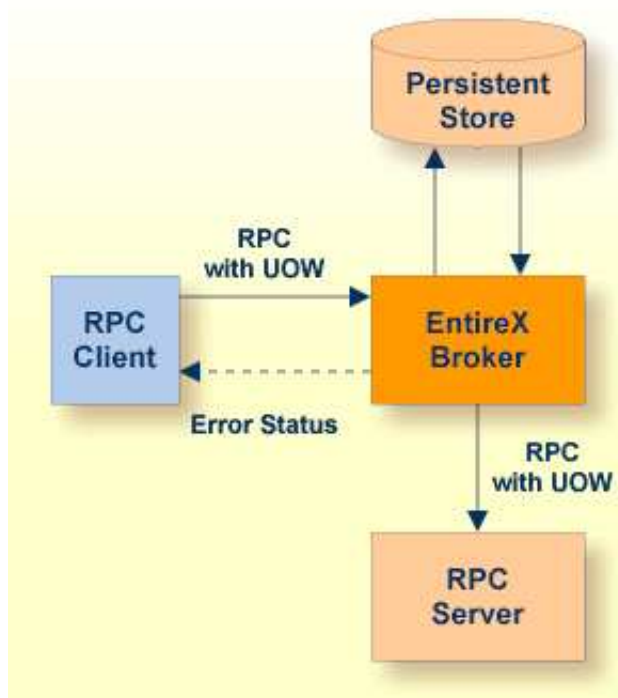 Persistent
Store
RPC
with UOW
RPC
Client
EntireX
Broker
Error Status
RPC
with UOW
RPC
Server